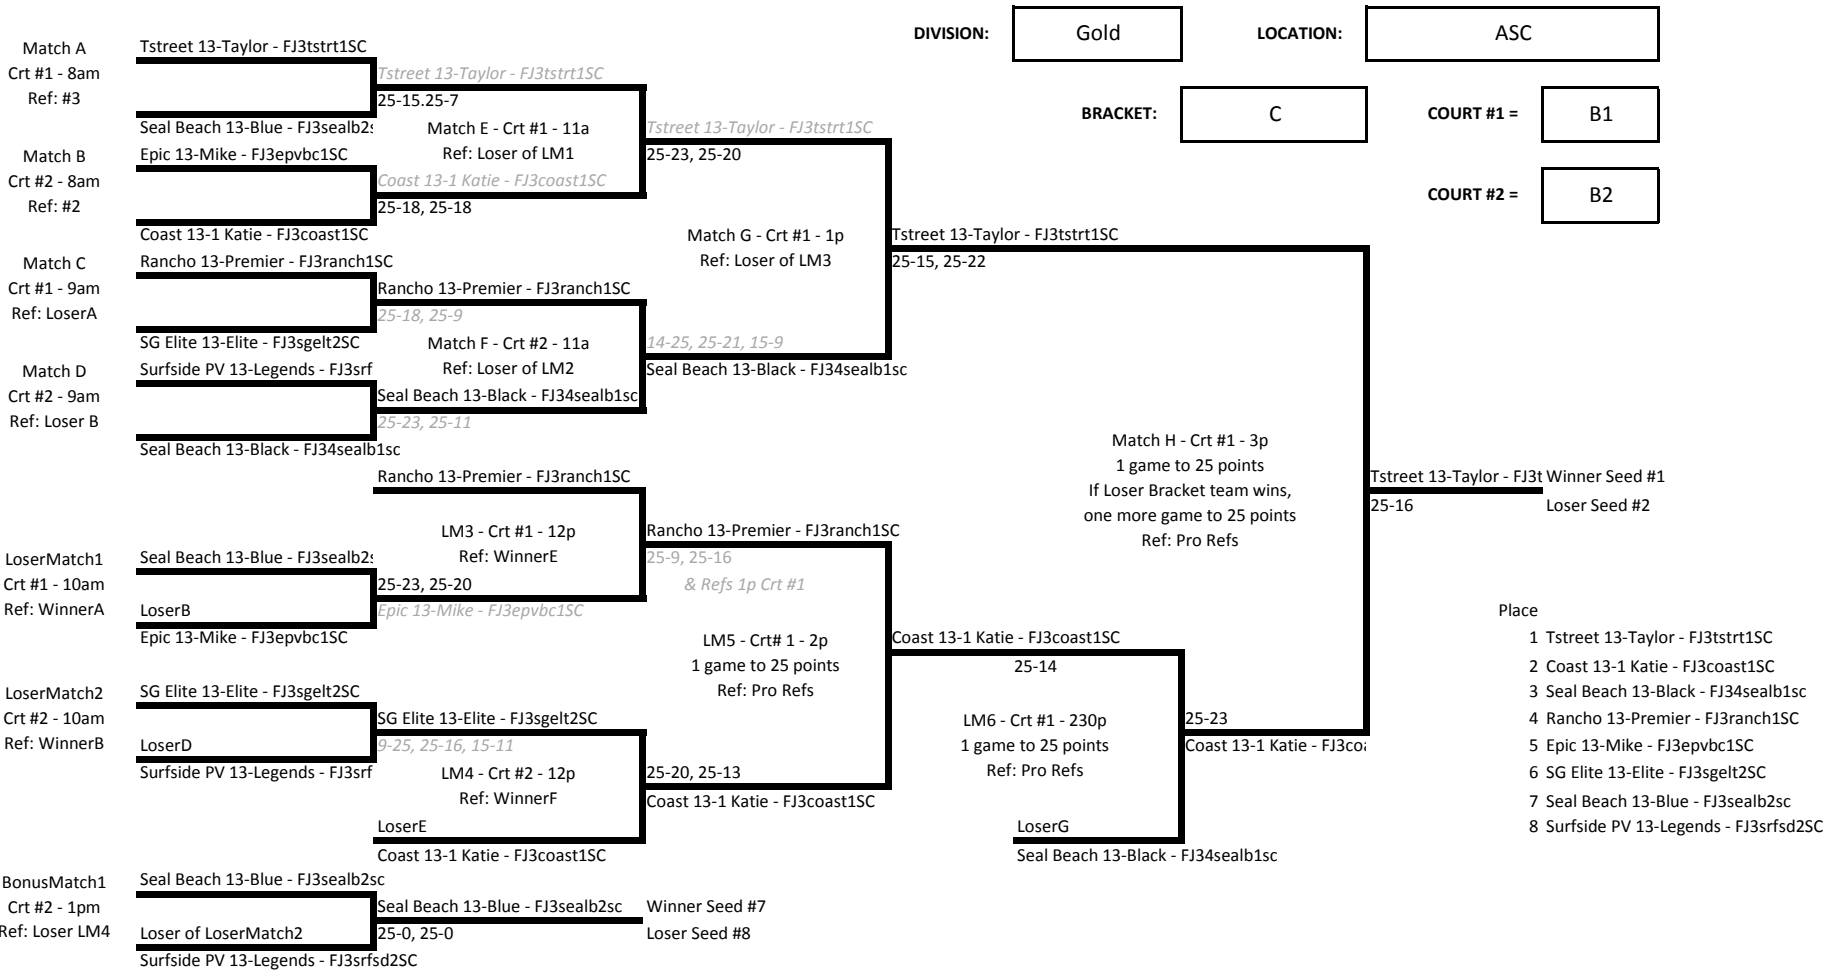 DIVISION:
Gold
LOCATION:
ASC
BRACKET:
C
COURT #1 =
B1
COURT #2 =
B2
Match A
Crt #1 - 8am
Ref: #3
Tstreet 13-Taylor - FJ3tstrt1SC
Seal Beach 13-Blue - FJ3sealb2s
Tstreet 13-Taylor - FJ3tstrt1SC
25-15.25-7
Match B
Crt #2 - 8am
Ref: #2
Epic 13-Mike - FJ3epvbc1SC
Coast 13-1 Katie - FJ3coast1SC
Coast 13-1 Katie - FJ3coast1SC
25-18, 25-18
Match E - Crt #1 - 11a
Ref: Loser of LM1
Tstreet 13-Taylor - FJ3tstrt1SC
25-23, 25-20
Match C
Crt #1 - 9am
Ref: LoserA
Rancho 13-Premier - FJ3ranch1SC
SG Elite 13-Elite - FJ3sgelt2SC
Rancho 13-Premier - FJ3ranch1SC
25-18, 25-9
Match D
Crt #2 - 9am
Ref: Loser B
Surfside PV 13-Legends - FJ3srf
Seal Beach 13-Black - FJ34sealb1sc
Seal Beach 13-Black - FJ34sealb1sc
25-23, 25-11
Match F - Crt #2 - 11a
Ref: Loser of LM2
14-25, 25-21, 15-9
Seal Beach 13-Black - FJ34sealb1sc
Match G - Crt #1 - 1p
Ref: Loser of LM3
Tstreet 13-Taylor - FJ3tstrt1SC
25-15, 25-22
Match H - Crt #1 - 3p
1 game to 25 points
If Loser Bracket team wins,
one more game to 25 points
Ref: Pro Refs
Tstreet 13-Taylor - FJ3t
25-16
Winner Seed #1
Loser Seed #2
Rancho 13-Premier - FJ3ranch1SC
LM3 - Crt #1 - 12p
Ref: WinnerE
LoserMatch1
Crt #1 - 10am
Ref: WinnerA
Seal Beach 13-Blue - FJ3sealb2s
LoserB
Epic 13-Mike - FJ3epvbc1SC
25-23, 25-20
Epic 13-Mike - FJ3epvbc1SC
Rancho 13-Premier - FJ3ranch1SC
25-9, 25-16
& Refs 1p Crt #1
LM5 - Crt# 1 - 2p
1 game to 25 points
Ref: Pro Refs
LoserMatch2
Crt #2 - 10am
Ref: WinnerB
SG Elite 13-Elite - FJ3sgelt2SC
LoserD
Surfside PV 13-Legends - FJ3srf
SG Elite 13-Elite - FJ3sgelt2SC
9-25, 25-16, 15-11
LM4 - Crt #2 - 12p
Ref: WinnerF
LoserE
Coast 13-1 Katie - FJ3coast1SC
25-20, 25-13
Coast 13-1 Katie - FJ3coast1SC
Coast 13-1 Katie - FJ3coast1SC
25-14
LM6 - Crt #1 - 230p
1 game to 25 points
Ref: Pro Refs
LoserG
Seal Beach 13-Black - FJ34sealb1sc
25-23
Coast 13-1 Katie - FJ3coa
Place
1 Tstreet 13-Taylor - FJ3tstrt1SC
2 Coast 13-1 Katie - FJ3coast1SC
3 Seal Beach 13-Black - FJ34sealb1sc
4 Rancho 13-Premier - FJ3ranch1SC
5 Epic 13-Mike - FJ3epvbc1SC
6 SG Elite 13-Elite - FJ3sgelt2SC
7 Seal Beach 13-Blue - FJ3sealb2sc
8 Surfside PV 13-Legends - FJ3srfsd2SC
BonusMatch1
Crt #2 - 1pm
Ref: Loser LM4
Seal Beach 13-Blue - FJ3sealb2sc
Loser of LoserMatch2
Surfside PV 13-Legends - FJ3srfsd2SC
Seal Beach 13-Blue - FJ3sealb2sc
25-0, 25-0
Winner Seed #7
Loser Seed #8